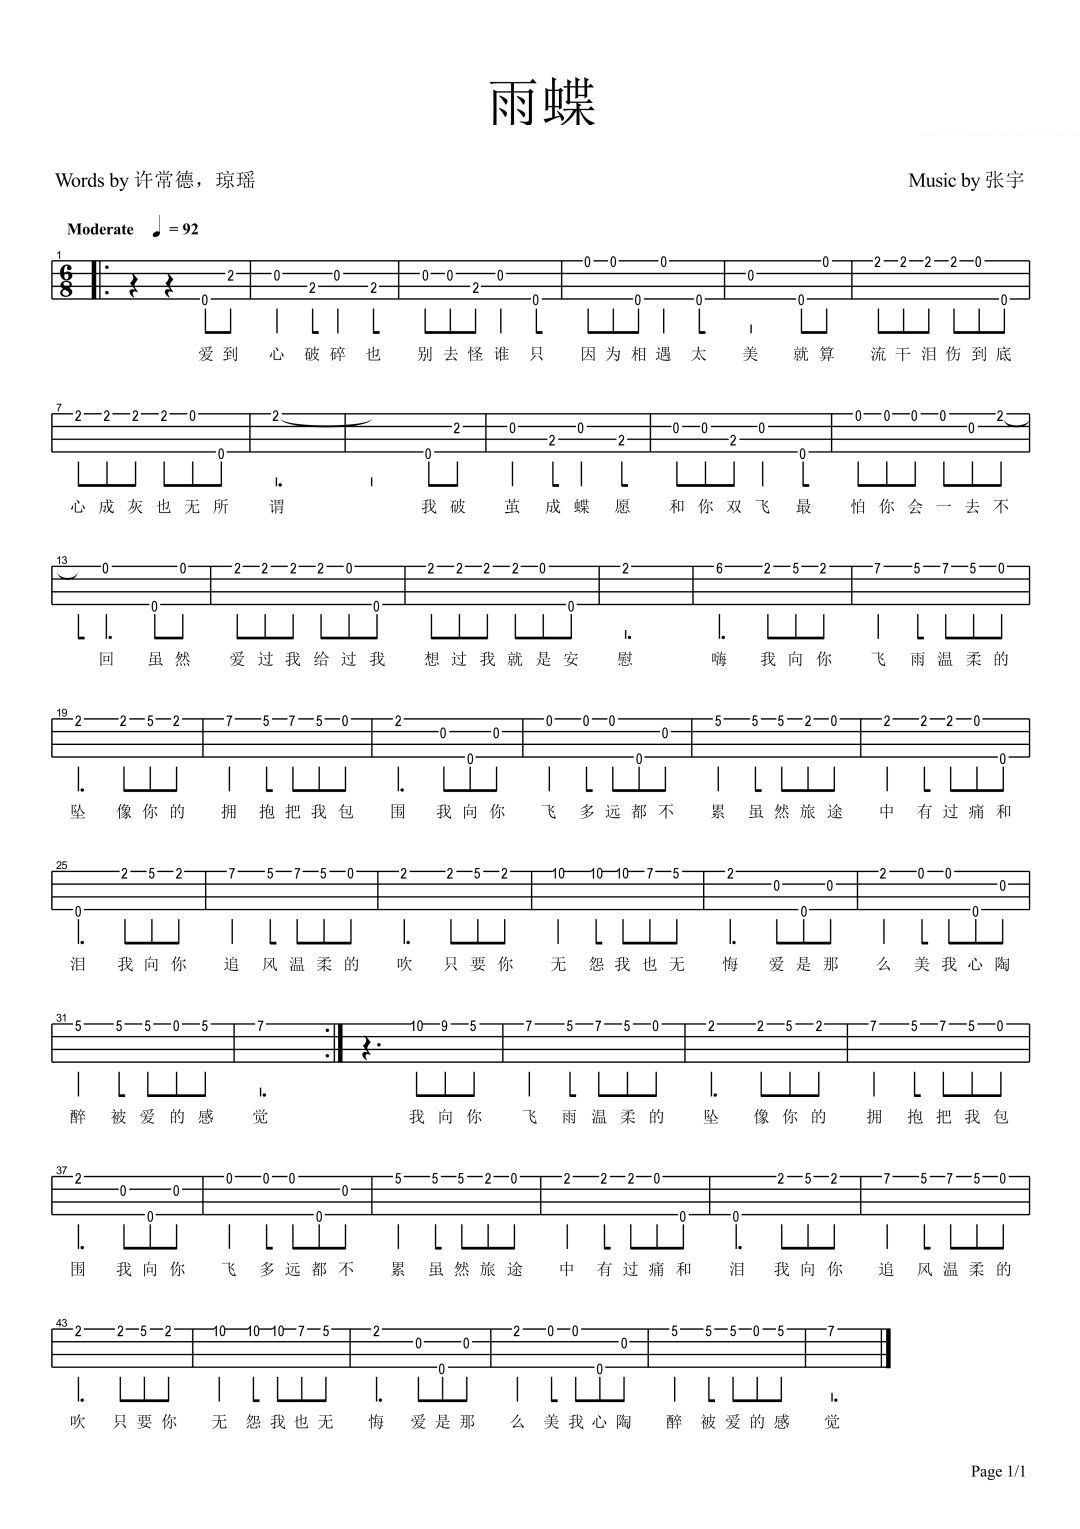 雨蝶
Words by 许常德，琼瑶
Music by 张宇
Moderate ♩ = 92
1
6
8
0 2 0 2 0 2 0 0 2 0 0 0 0 0 0 0 0 0 0 2 2 2 2 0 0
爱到 心 破碎 也 别去怪谁 只 因为相遇 太 美 就算 流干泪伤到底
7
2 2 2 2 0 0 2 0 2 0 2 0 2 0 0 2 0 0 0 0 0 0 0 2
心成灰也无所 谓 我破 茧 成蝶 愿 和你双飞 最 怕你会一去不
13
0 0 0 2 2 2 2 0 0 2 2 2 2 0 0 2 6 2 5 2 7 5 7 5 0
回 虽然 爱过我给过我 想过我就是安 慰 嗨 我向你 飞 雨温柔的
19
2 2 5 2 7 5 7 5 0 2 0 0 0 0 0 0 0 0 5 5 5 2 0 2 2 2 0 0
坠 像你的 拥 抱把我包 围 我向你 飞 多远都不 累 虽然旅途 中 有过痛和
25
0 2 5 2 7 5 7 5 0 2 2 5 2 10 10 10 7 5 2 0 0 0 2 0 0 0 0
泪 我向你 追 风温柔的 吹 只要你 无 怨我也无 悔 爱是那 么 美我心陶
31
5 5 5 0 5 7 10 9 5 7 5 7 5 0 2 2 5 2 7 5 7 5 0
醉 被爱的感 觉 我向你 飞 雨温柔的 坠 像你的 拥 抱把我包
37
2 0 0 0 0 0 0 0 0 5 5 5 2 0 2 2 2 0 0 0 2 5 2 7 5 7 5 0
围 我向你 飞 多远都不 累 虽然旅途 中 有过痛和 泪 我向你 追 风温柔的
43
2 2 5 2 10 10 10 7 5 2 0 0 0 2 0 0 0 0 5 5 5 0 5 7
吹 只要你 无 怨我也无 悔 爱是那 么 美我心陶 醉 被爱的感 觉
Page 1/1